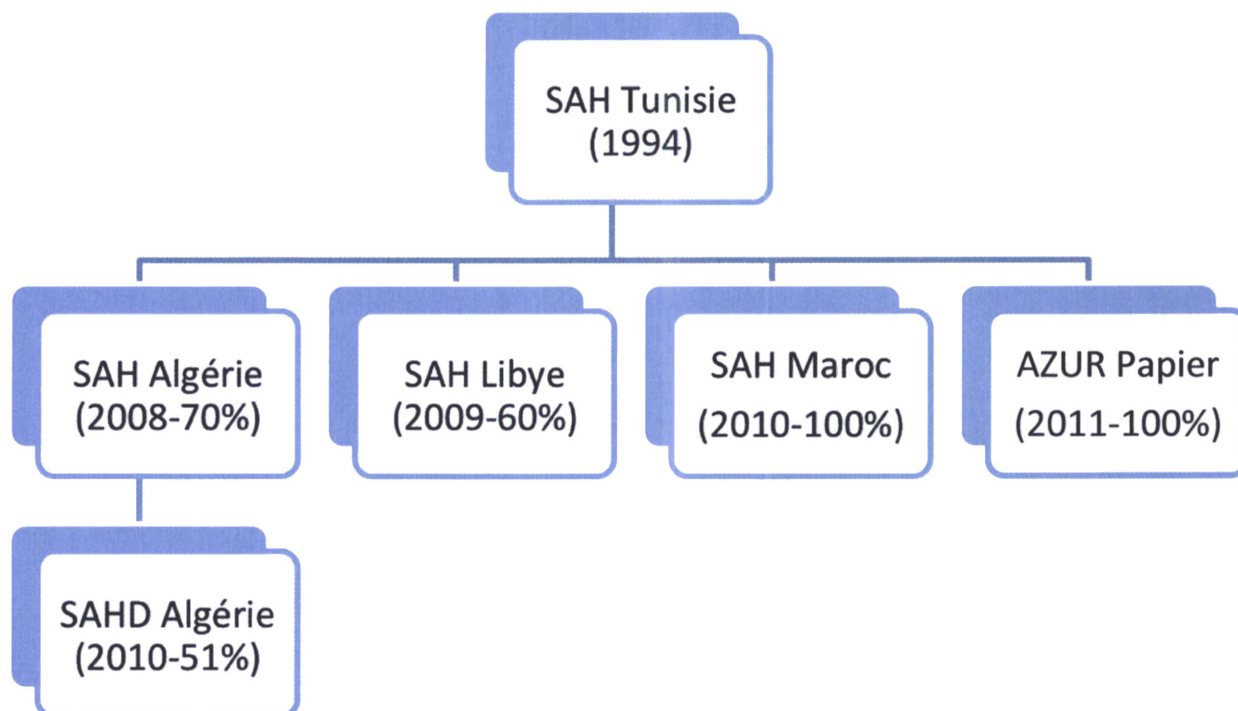 SAH Tunisie
(1994)
SAH Algérie
(2008-70%)
SAH Libye
(2009-60%)
SAH Maroc
(2010-100%)
AZUR Papier
(2011-100%)
SAHD Algérie
(2010-51%)